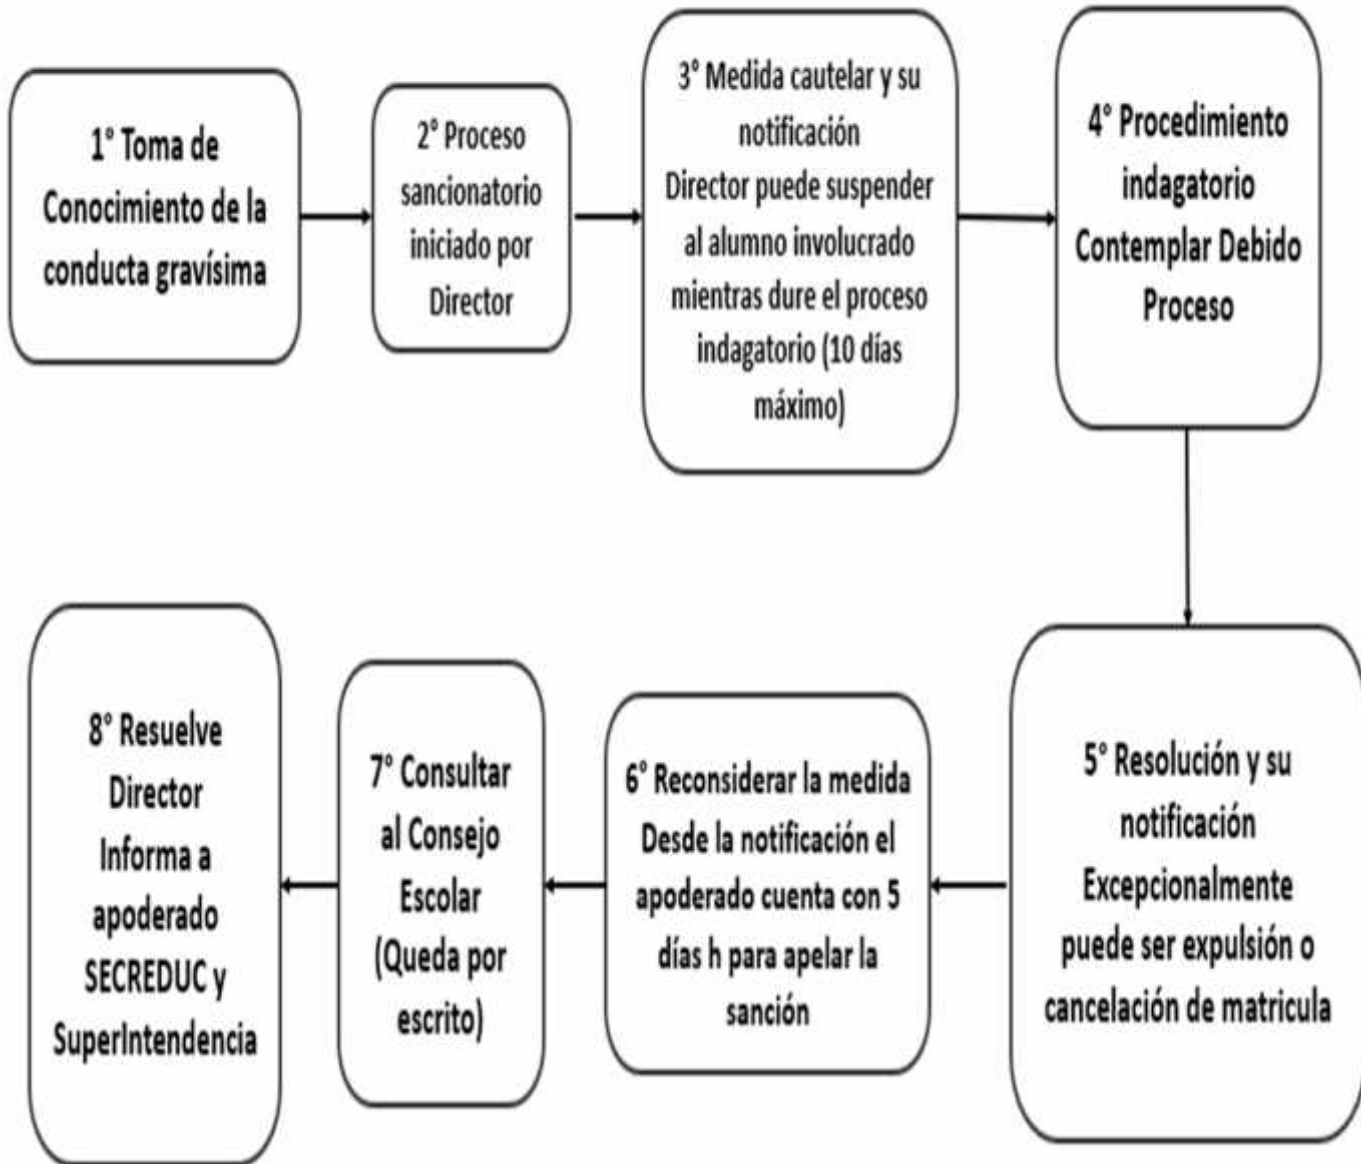 1° Toma de
Conocimiento de la
conducta gravísima
2° Proceso
sancionatorio
iniciado por
Director
3° Medida cautelar y su
notificación
Director puede suspender
al alumno involucrado
mientras dure el proceso
indagatorio (10 días
máximo)
4° Procedimiento
indagatorio
Contemplar Debido
Proceso
5° Resolución y su
notificación
Excepcionalmente
puede ser expulsión o
cancelación de matricula
6° Reconsiderar la medida
Desde la notificación el
apoderado cuenta con 5
días h para apelar la
sanción
7° Consultar
al Consejo
Escolar
(Queda por
escrito)
8° Resuelve
Director
Informa a
apoderado
SECREDUC y
SuperIntendencia